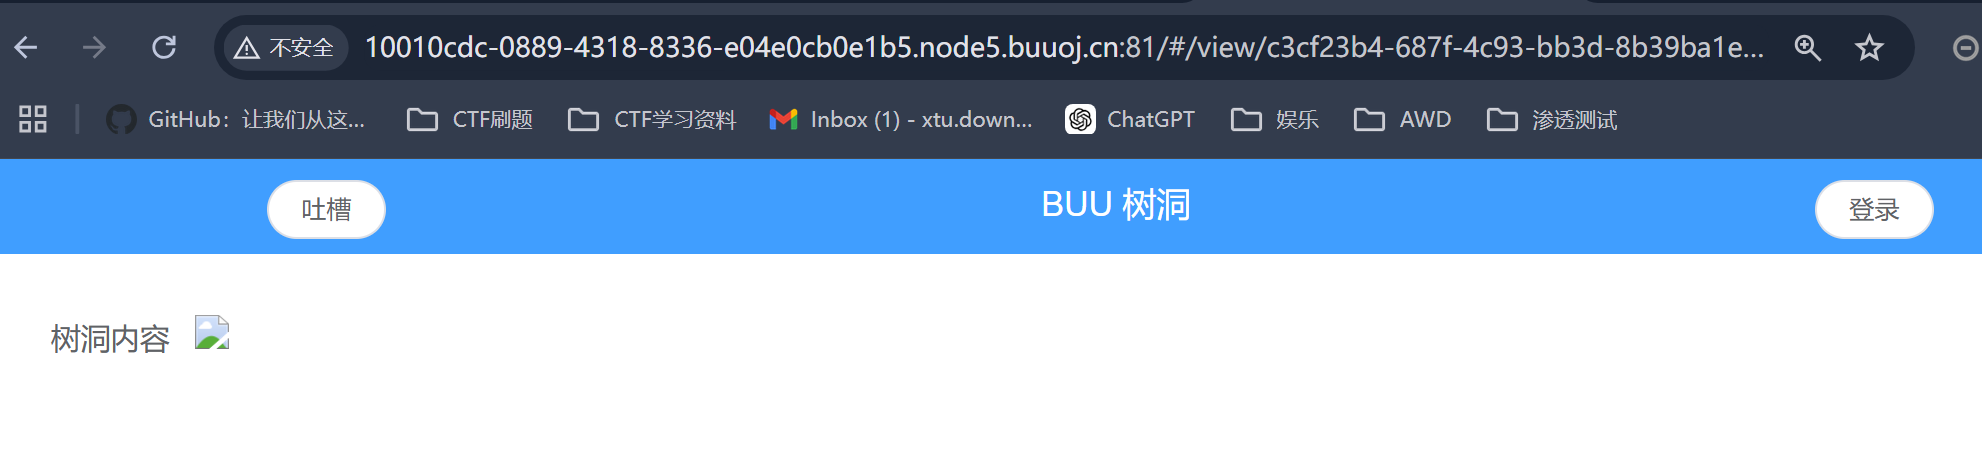 不安全 10010cdc-0889-4318-8336-e04e0cb0e1b5.node5.buuoj.cn:81/#/view/c3cf23b4-687f-4c93-bb3d-8b39ba1e...
GitHub：让我们从这... CTF刷题 CTF学习资料 Inbox (1) - xtu.down... ChatGPT 娱乐 AWD 渗透测试
吐槽 BUU 树洞 登录
树洞内容